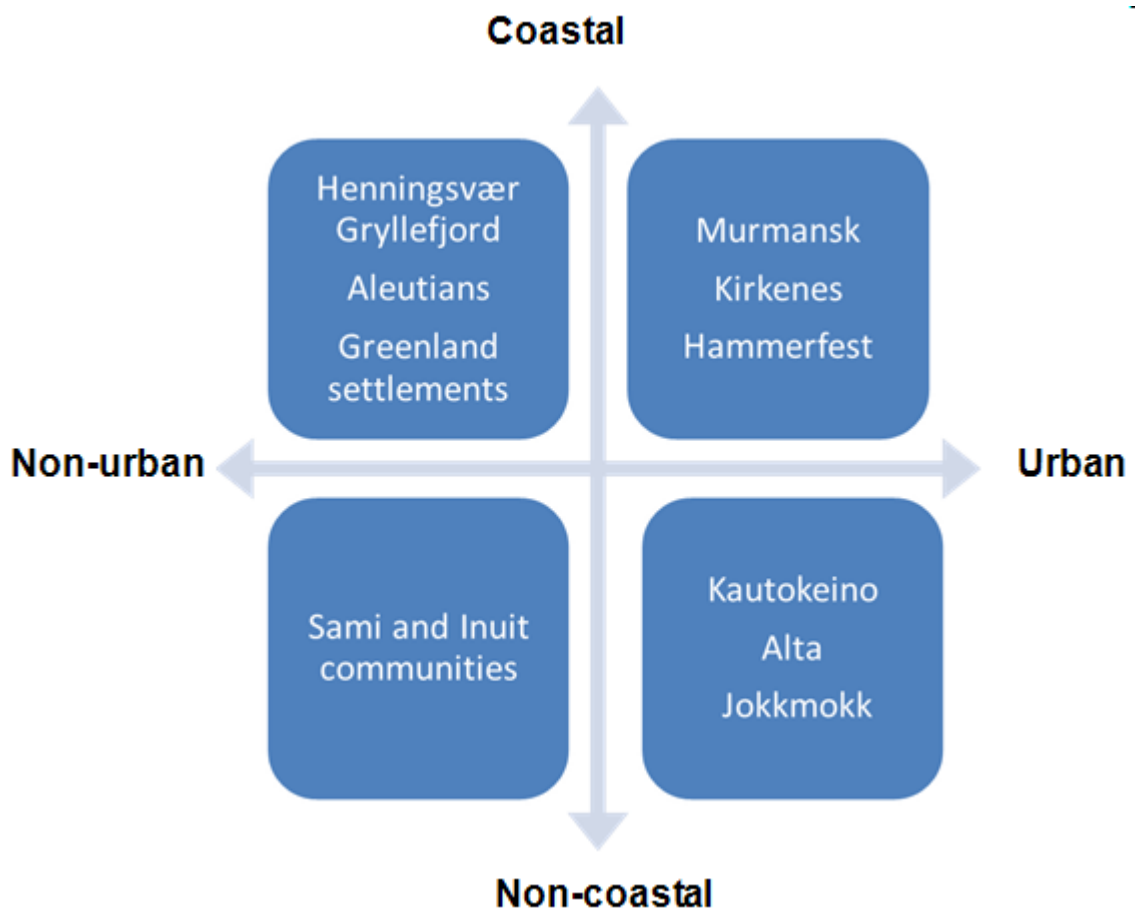 Coastal
Henningsvær
Gryllefjord
Aleutians
Greenland
settlements
Murmansk
Kirkenes
Hammerfest
Non-urban
Urban
Sami and Inuit
communities
Kautokeino
Alta
Jokkmokk
Non-coastal